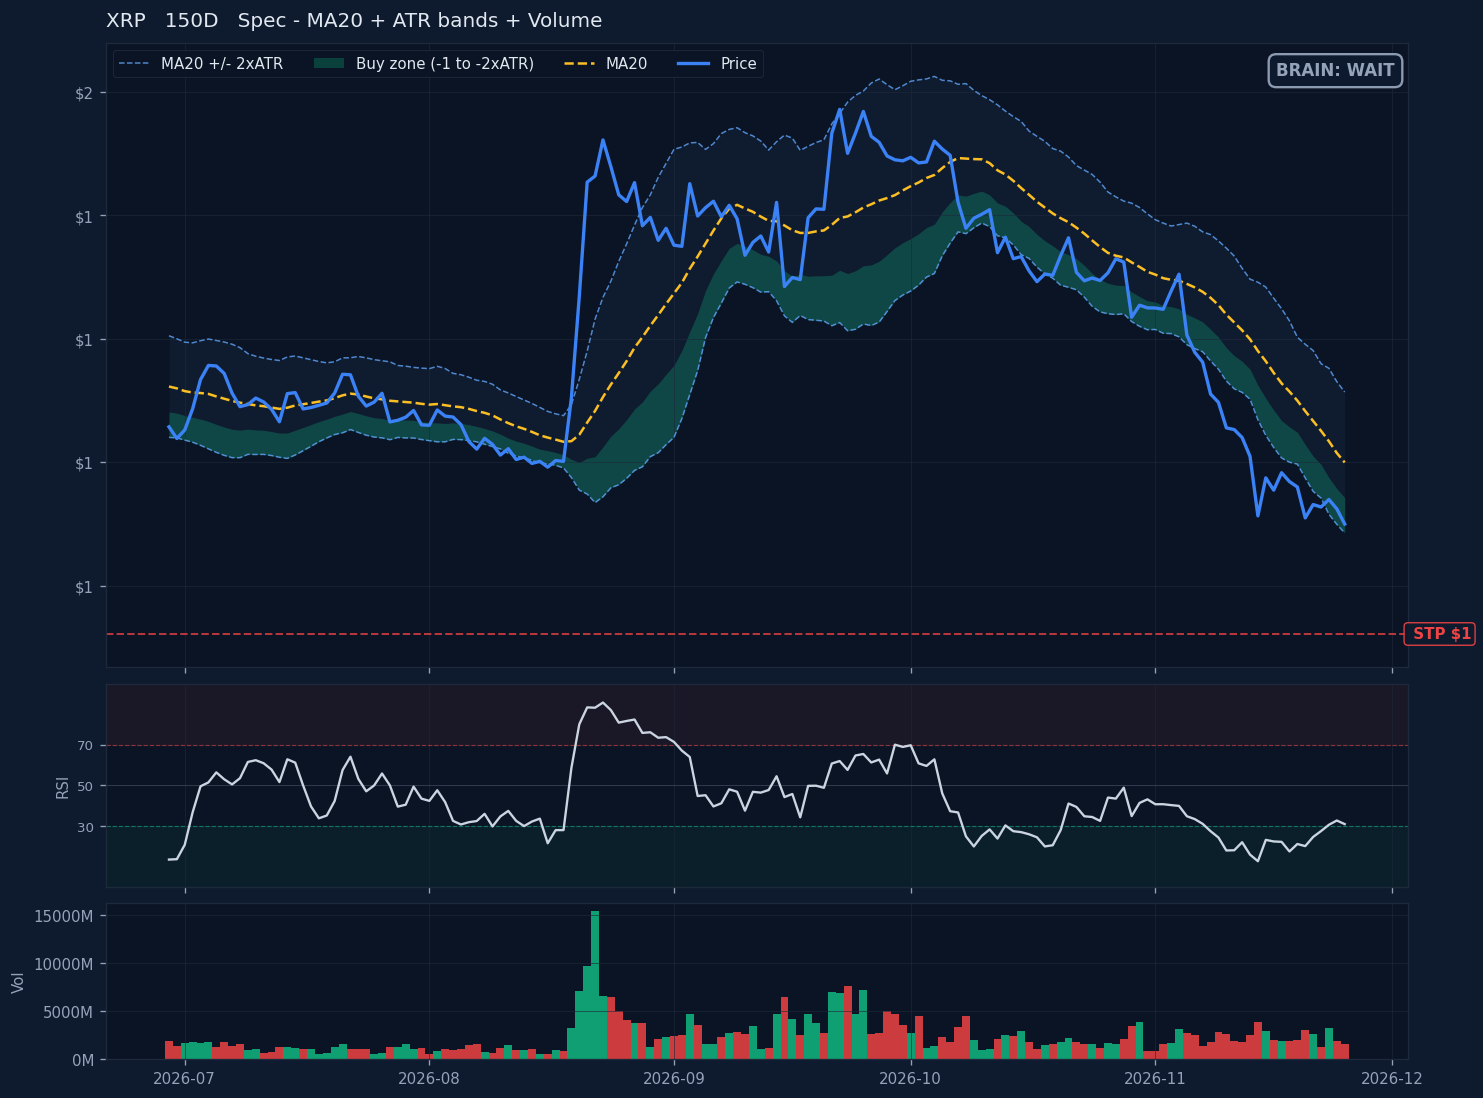 XRP   150D   Spec - MA20 + ATR bands + Volume
MA20 +/- 2xATR
Buy zone (-1 to -2xATR)
MA20
Price
BRAIN: WAIT
$2
$1
$1
$1
$1
STP $1
RSI
70
50
30
Vol
15000M
10000M
5000M
0M
2026-07
2026-08
2026-09
2026-10
2026-11
2026-12